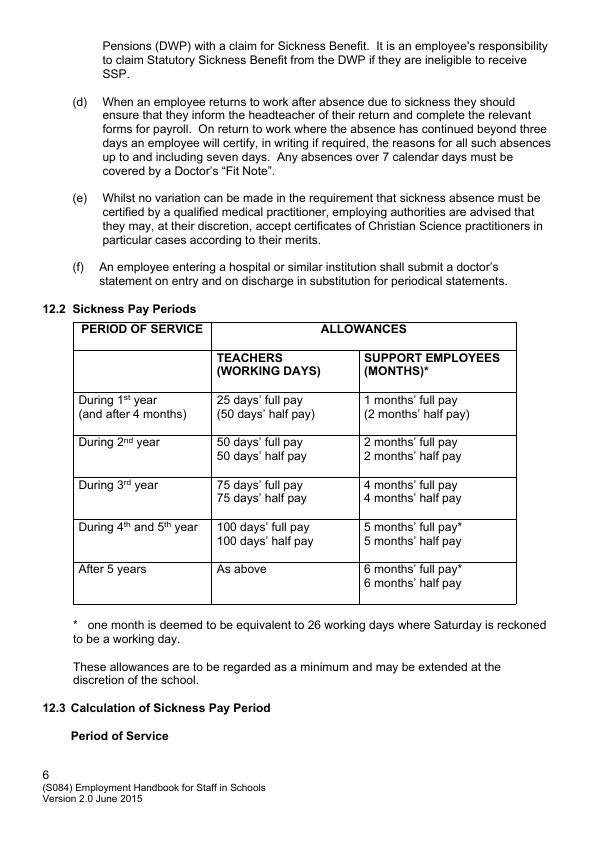 Pensions (DWP) with a claim for Sickness Benefit.  It is an employee's responsibility
to claim Statutory Sickness Benefit from the DWP if they are ineligible to receive
SSP.
(d) When an employee returns to work after absence due to sickness they should
ensure that they inform the headteacher of their return and complete the relevant
forms for payroll.  On return to work where the absence has continued beyond three
days an employee will certify, in writing if required, the reasons for all such absences
up to and including seven days.  Any absences over 7 calendar days must be
covered by a Doctor's “Fit Note”.
(e) Whilst no variation can be made in the requirement that sickness absence must be
certified by a qualified medical practitioner, employing authorities are advised that
they may, at their discretion, accept certificates of Christian Science practitioners in
particular cases according to their merits.
(f) An employee entering a hospital or similar institution shall submit a doctor's
statement on entry and on discharge in substitution for periodical statements.
12.2 Sickness Pay Periods
PERIOD OF SERVICE ALLOWANCES
TEACHERS SUPPORT EMPLOYEES
(WORKING DAYS) (MONTHS)*
During 1st year 25 days' full pay 1 months' full pay
(and after 4 months) (50 days' half pay) (2 months' half pay)
During 2nd year 50 days' full pay 2 months' full pay
50 days' half pay 2 months' half pay
During 3rd year 75 days' full pay 4 months' full pay
75 days' half pay 4 months' half pay
During 4th and 5th year 100 days' full pay 5 months' full pay*
100 days' half pay 5 months' half pay
After 5 years As above 6 months' full pay*
6 months' half pay
* one month is deemed to be equivalent to 26 working days where Saturday is reckoned
to be a working day.
These allowances are to be regarded as a minimum and may be extended at the
discretion of the school.
12.3 Calculation of Sickness Pay Period
Period of Service
6
(S084) Employment Handbook for Staff in Schools
Version 2.0 June 2015